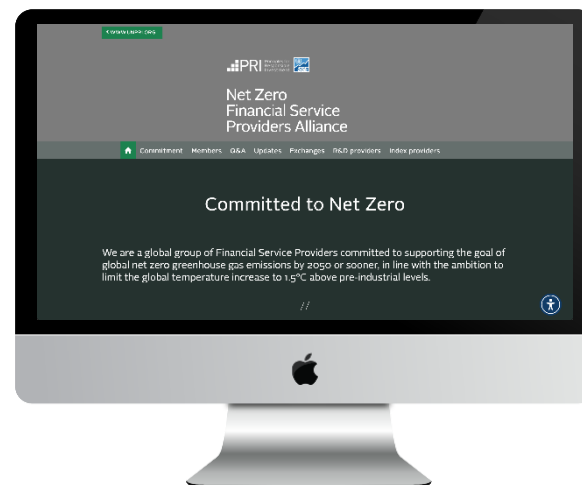 WWW.UNPRI.ORG
PRI
Net Zero
Financial Service
Providers Alliance
Commitment Members Q&A Updates Exchanges R&D providers Index providers
Committed to Net Zero
We are a global group of Financial Service Providers committed to supporting the goal of
global net zero greenhouse gas emissions by 2050 or sooner, in line with the ambition to
limit the global temperature increase to 1.5°C above pre-industrial levels.
//